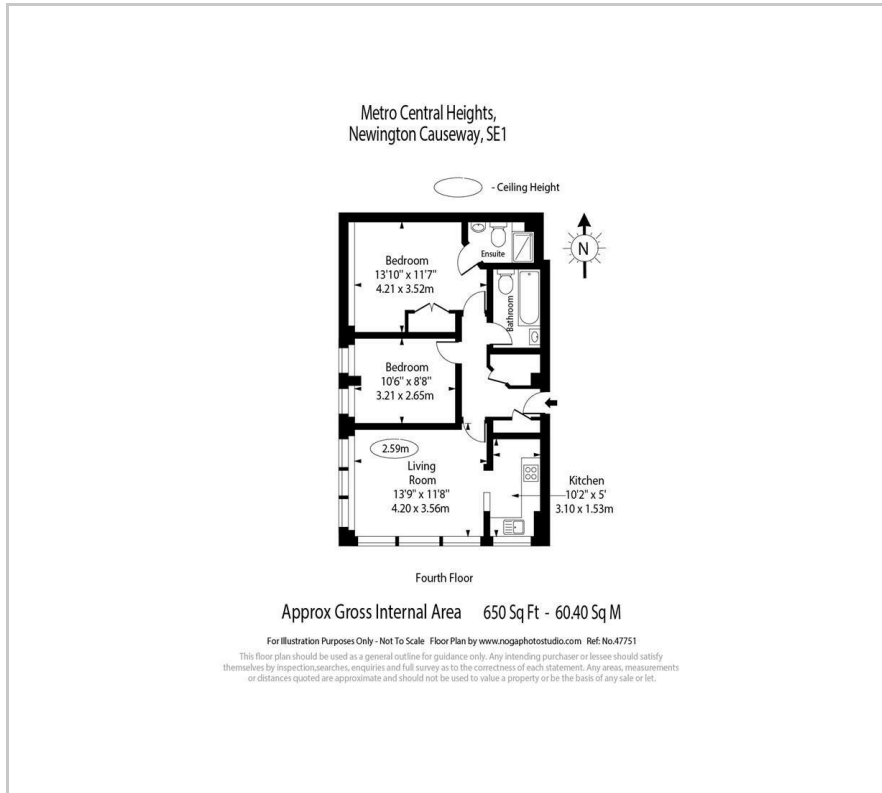 Metro Central Heights,
Newington Causeway, SE1
- Ceiling Height
N
Ensuite
Bedroom
13'10" x 11'7"
4.21 x 3.52m
Bathroom
Bedroom
10'6" x 8'8"
3.21 x 2.65m
2.59m
Living
Room
13'9" x 11'8"
4.20 x 3.56m
Kitchen
10'2" x 5'
3.10 x 1.53m
Fourth Floor
Approx Gross Internal Area 650 Sq Ft - 60.40 Sq M
For Illustration Purposes Only - Not To Scale Floor Plan by www.nogaphotostudio.com Ref: No.47751
This floor plan should be used as a general outline for guidance only. Any intending purchaser or lessee should satisfy
themselves by inspection,searches, enquiries and full survey as to the correctness of each statement. Any areas, measurements
or distances quoted are approximate and should not be used to value a property or be the basis of any sale or let.